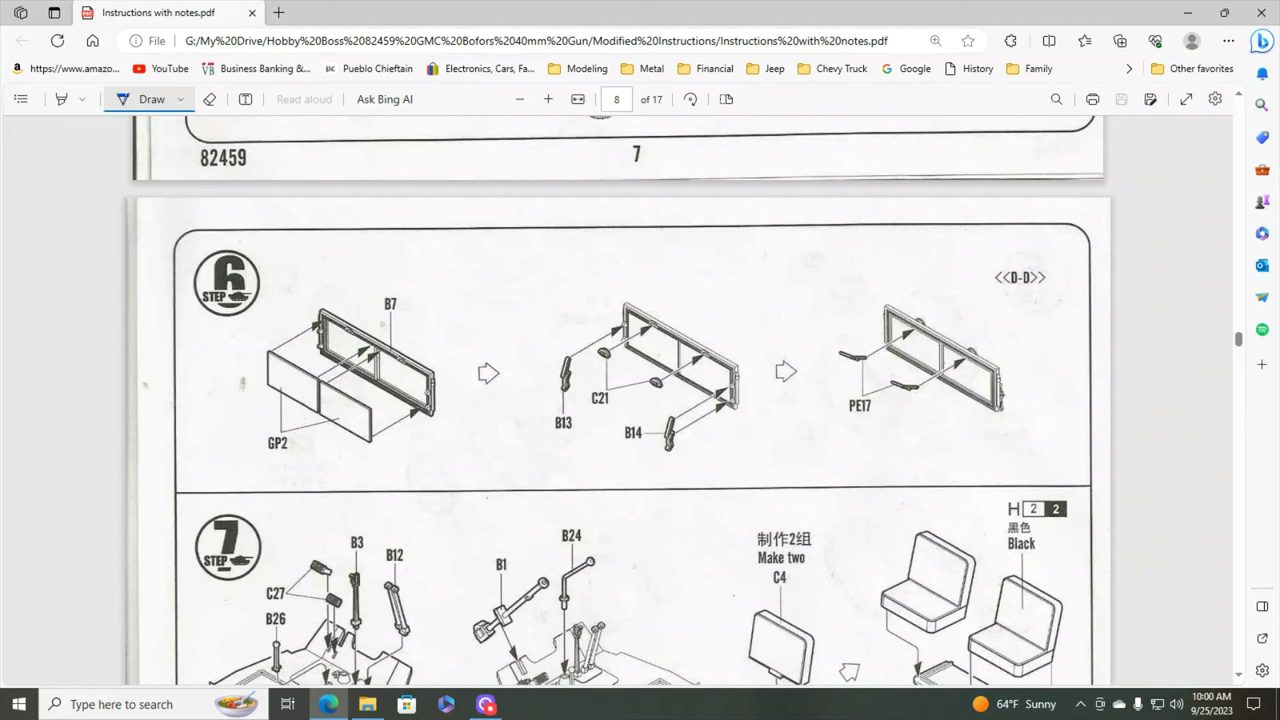 Instructions with notes.pdf
File
G:/My%20Drive/Hobby%20Boss%2082459%20GMC%20Bofors%2040mm%20Gun/Modified%20Instructions/Instructions%20with%20notes.pdf
https://www.amazo...
YouTube
Business Banking &...
Pueblo Chieftain
Electronics, Cars, Fa...
Modeling
Metal
Financial
Jeep
Chevy Truck
Google
History
Family
Other favorites
Draw
Read aloud
Ask Bing AI
8
of 17
82459
7
6
STEP
<<D-D>>
B7
GP2
B13
C21
B14
PE17
7
STEP
C27
B3
B12
B26
B1
B24
制作2组
Make two
C4
H 2 2
黑色
Black
Type here to search
64°F Sunny
10:00 AM
9/25/2023